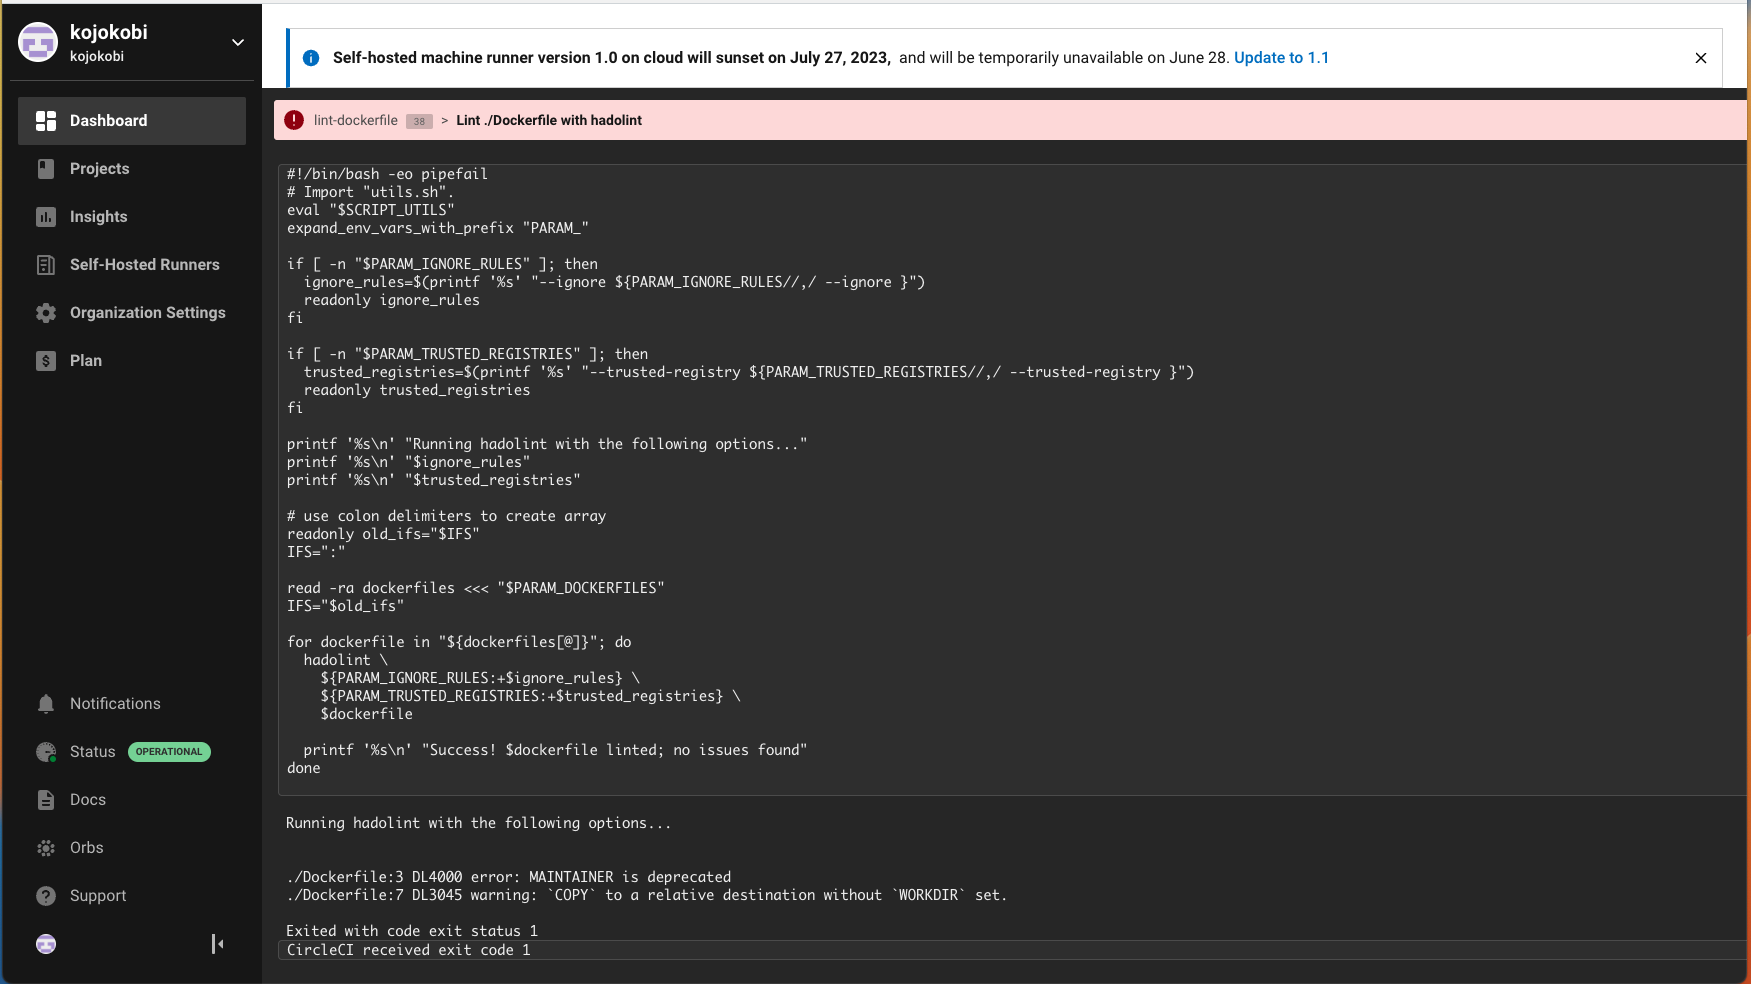 kojokobi
kojokobi
Dashboard
Projects
Insights
Self-Hosted Runners
Organization Settings
Plan
Notifications
Status OPERATIONAL
Docs
Orbs
Support
Self-hosted machine runner version 1.0 on cloud will sunset on July 27, 2023, and will be temporarily unavailable on June 28. Update to 1.1
lint-dockerfile 38 > Lint ./Dockerfile with hadolint
#!/bin/bash -eo pipefail
# Import "utils.sh".
eval "$SCRIPT_UTILS"
expand_env_vars_with_prefix "PARAM_"
if [ -n "$PARAM_IGNORE_RULES" ]; then
  ignore_rules=$(printf '%s' "--ignore ${PARAM_IGNORE_RULES//,/ --ignore }")
  readonly ignore_rules
fi
if [ -n "$PARAM_TRUSTED_REGISTRIES" ]; then
  trusted_registries=$(printf '%s' "--trusted-registry ${PARAM_TRUSTED_REGISTRIES//,/ --trusted-registry }")
  readonly trusted_registries
fi
printf '%s\n' "Running hadolint with the following options..."
printf '%s\n' "$ignore_rules"
printf '%s\n' "$trusted_registries"
# use colon delimiters to create array
readonly old_ifs="$IFS"
IFS=":"
read -ra dockerfiles <<< "$PARAM_DOCKERFILES"
IFS="$old_ifs"
for dockerfile in "${dockerfiles[@]}"; do
  hadolint \
    ${PARAM_IGNORE_RULES:+$ignore_rules} \
    ${PARAM_TRUSTED_REGISTRIES:+$trusted_registries} \
    $dockerfile
  printf '%s\n' "Success! $dockerfile linted; no issues found"
done
Running hadolint with the following options...
./Dockerfile:3 DL4000 error: MAINTAINER is deprecated
./Dockerfile:7 DL3045 warning: `COPY` to a relative destination without `WORKDIR` set.
Exited with code exit status 1
CircleCI received exit code 1